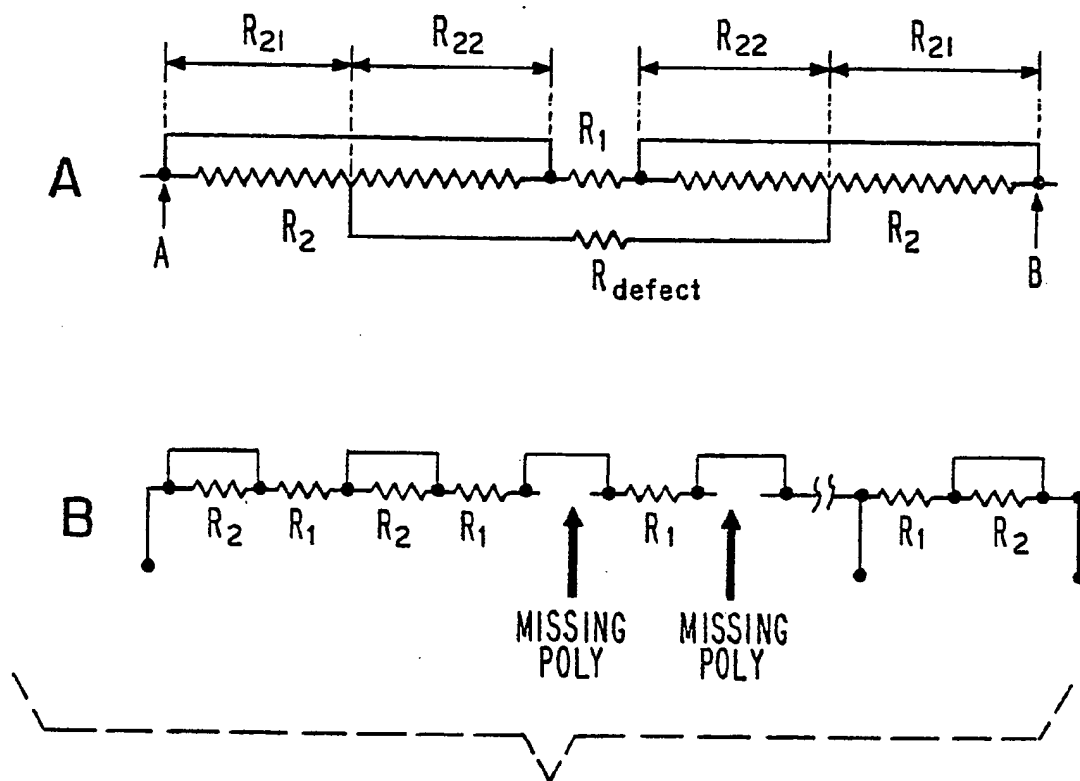 R21 R22 R22 R21
R1
A
R2 R2
A B
Rdefect
B
R2 R1 R2 R1 R1 R1 R2
MISSING MISSING
POLY POLY